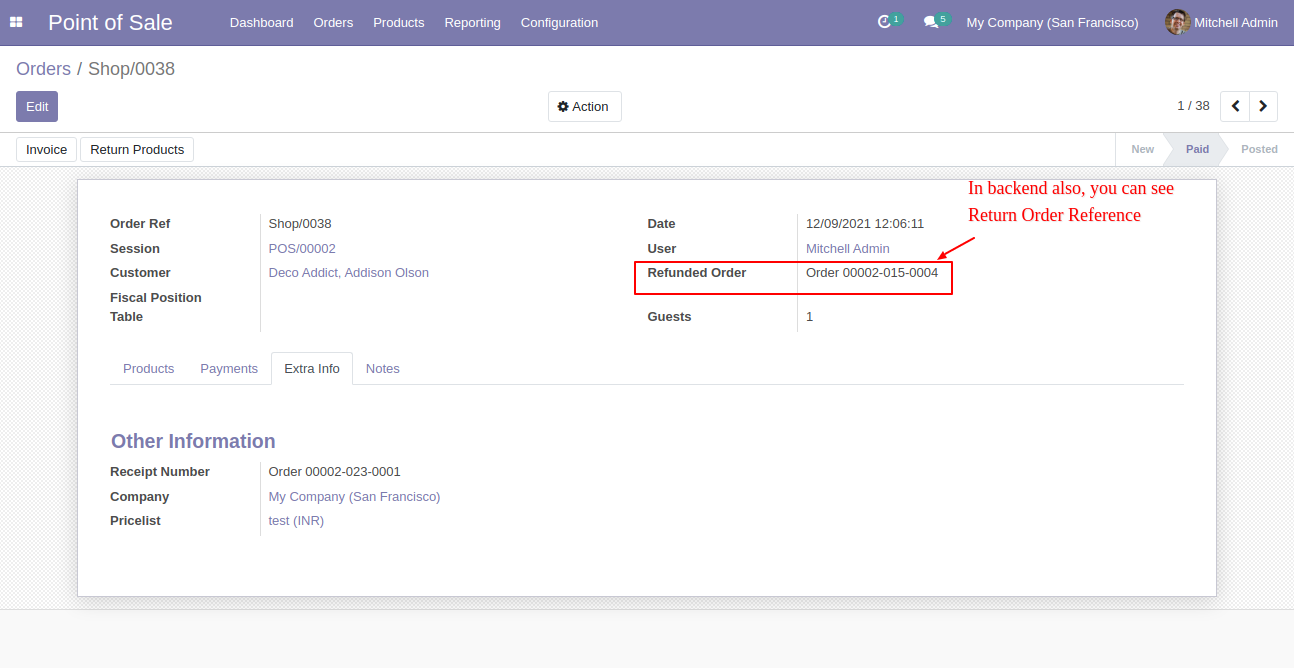 Point of Sale Dashboard Orders Products Reporting Configuration 1 5 My Company (San Francisco) Mitchell Admin
Orders / Shop/0038
Edit Action 1 / 38
Invoice Return Products New Paid Posted
In backend also, you can see
Return Order Reference
Order Ref Shop/0038 Date 12/09/2021 12:06:11
Session POS/00002 User Mitchell Admin
Customer Deco Addict, Addison Olson Refunded Order Order 00002-015-0004
Fiscal Position
Table Guests 1
Products Payments Extra Info Notes
Other Information
Receipt Number Order 00002-023-0001
Company My Company (San Francisco)
Pricelist test (INR)